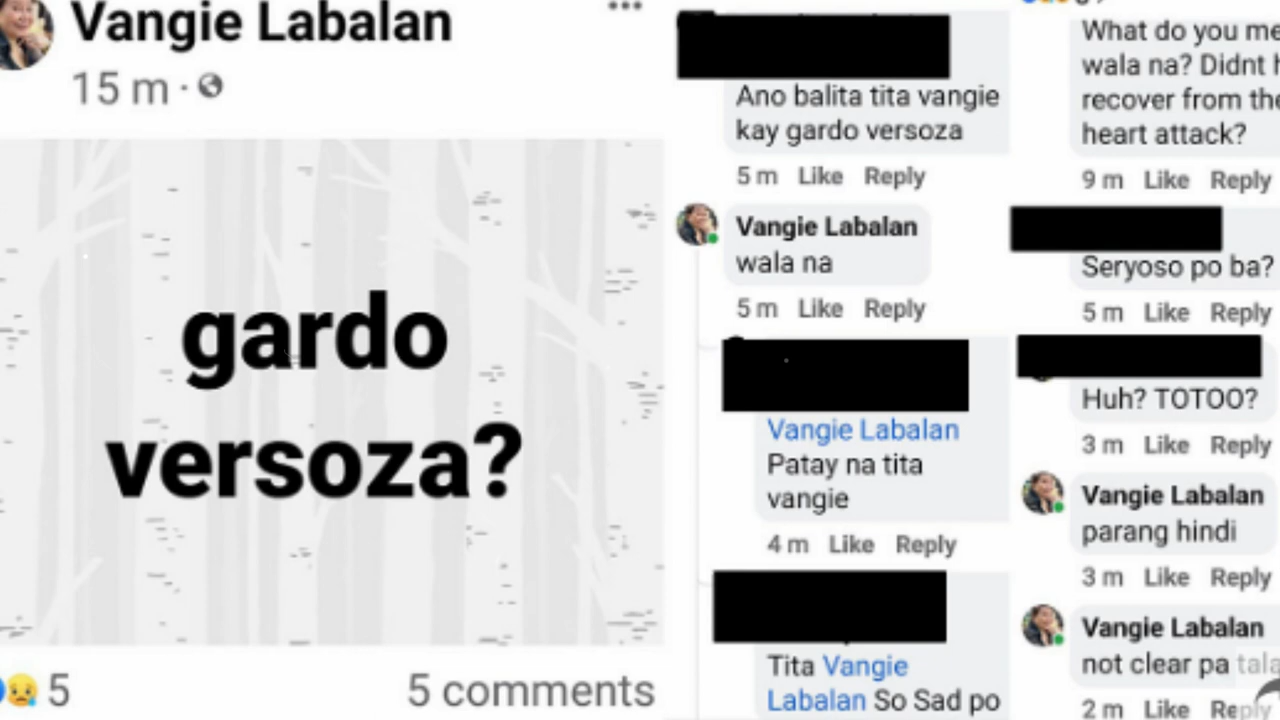 Vangie Labalan
15 m
gardo
versoza?
5
5 comments
Ano balita tita vangie
kay gardo versoza
5 m Like Reply
Vangie Labalan
wala na
5 m Like Reply
Vangie Labalan
Patay na tita
vangie
4 m Like Reply
Tita Vangie
Labalan So Sad po
What do you
wala na? Didnt
recover from
heart attack?
9 m Like Reply
Seryoso po ba?
5 m Like Reply
Huh? TOTOO?
3 m Like Reply
Vangie Labalan
parang hindi
3 m Like Reply
Vangie Labalan
not clear pa
2 m Like Reply